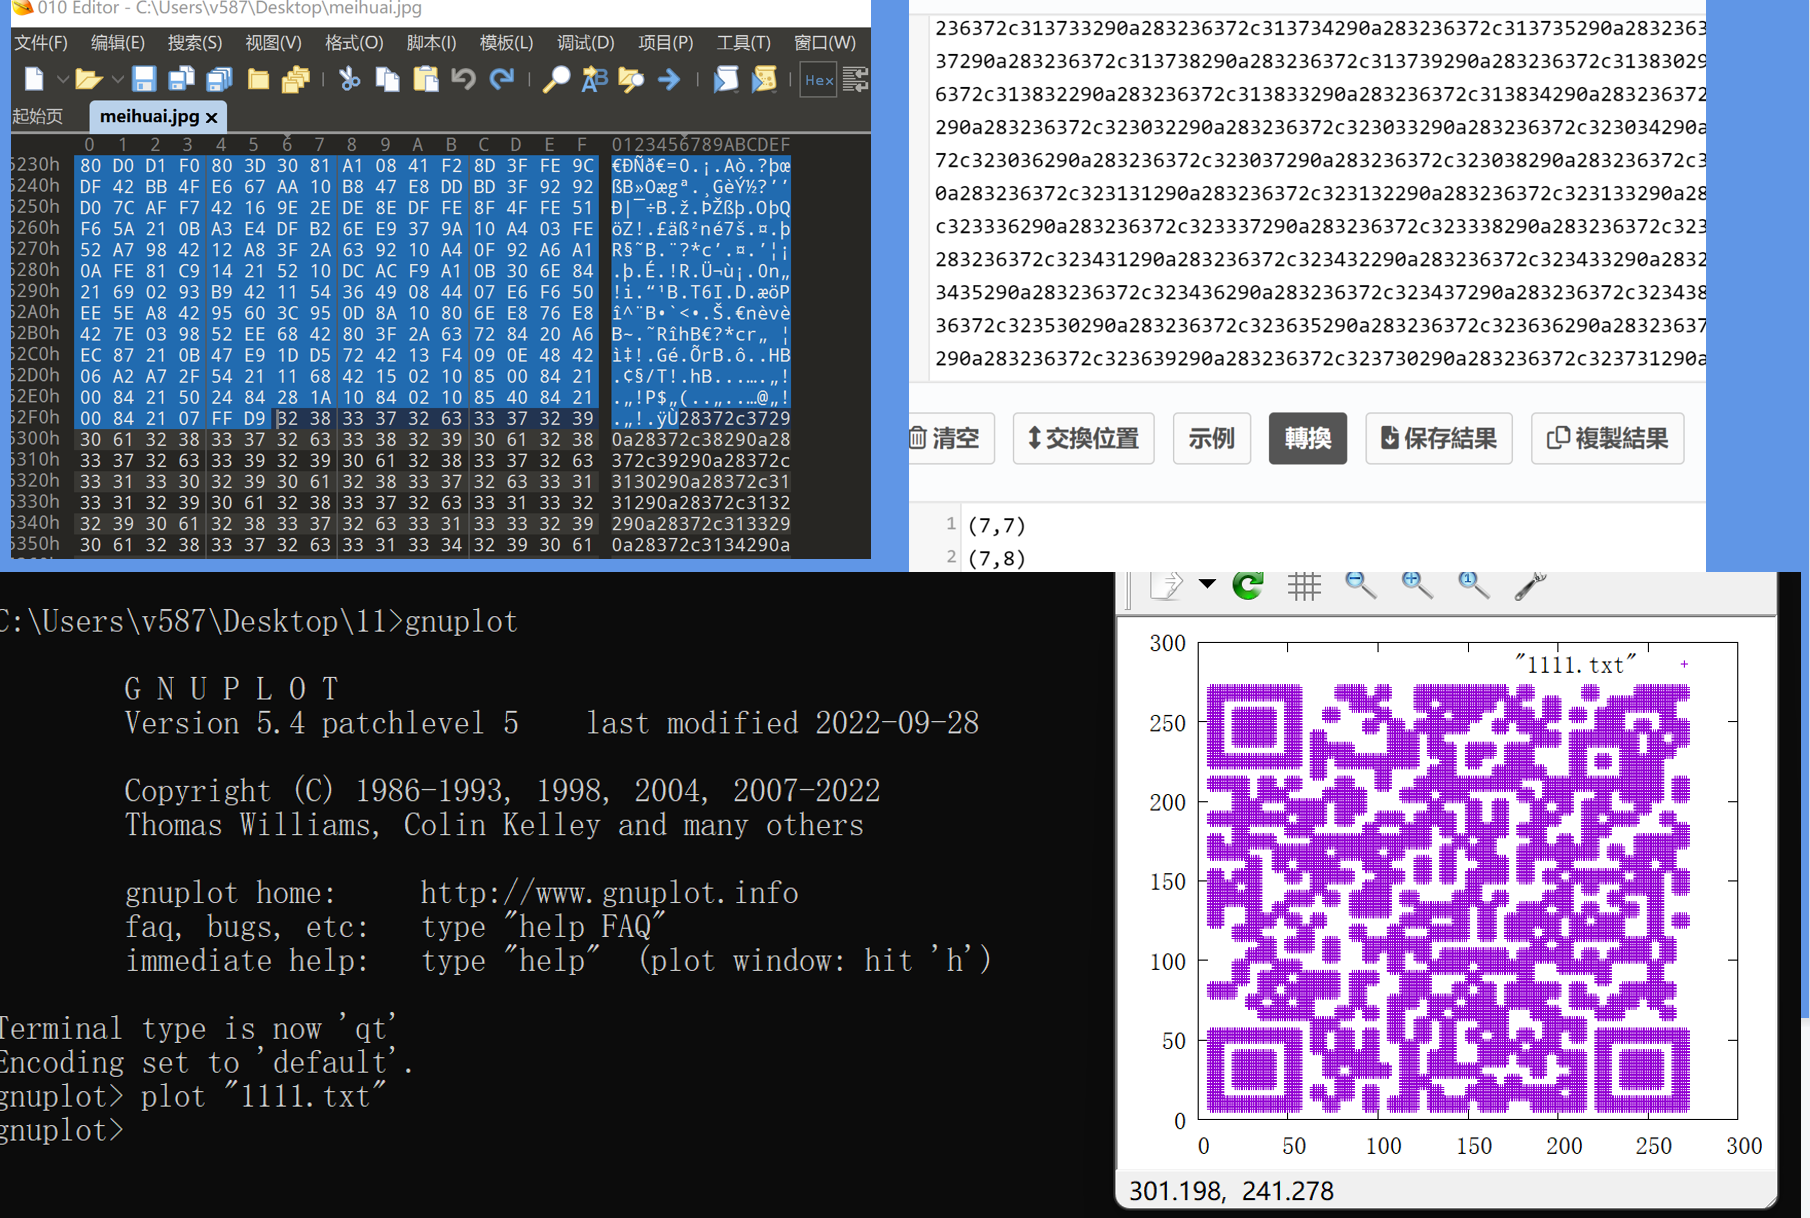 010 Editor - C:\Users\v587\Desktop\meihuai.jpg
文件(F) 编辑(E) 搜索(S) 视图(V) 格式(O) 脚本(I) 模板(L) 调试(D) 项目(P) 工具(T) 窗口(W)
Hex
起始页 meihuai.jpg ×
0 1 2 3 4 5 6 7 8 9 A B C D E F 0123456789ABCDEF
5230h 80 D0 D1 F0 80 3D 30 81 A1 08 41 F2 8D 3F FE 9C €ÐÑð€=0.¡.Aò.?þœ
5240h DF 42 BB 4F E6 67 AA 10 B8 47 E8 DD BD 3F 92 92 ßB»Oægª.¸GèÝ½?’’
5250h D0 7C AF F7 42 16 9E 2E DE 8E DF FE 8F 4F FE 51 Ð|¯÷B.ž.ÞŽßþ.OþQ
5260h F6 5A 21 0B A3 E4 DF B2 6E E9 37 9A 10 A4 03 FE öZ!.£äß²né7š.¤.þ
5270h 52 A7 98 42 12 A8 3F 2A 63 92 10 A4 0F 92 A6 A1 R§˜B.¨?*c’.¤.’¦¡
5280h 0A FE 81 C9 14 21 52 10 DC AC F9 A1 0B 30 6E 84 .þ.É.!R.Ü¬ù¡.0n„
5290h 21 69 02 93 B9 42 11 54 36 49 08 44 07 E6 F6 50 !i.“¹B.T6I.D.æöP
52A0h EE 5E A8 42 95 60 3C 95 0D 8A 10 80 6E E8 76 E8 î^¨B•`<•.Š.€nèvè
52B0h 42 7E 03 98 52 EE 68 42 80 3F 2A 63 72 84 20 A6 B~.˜RîhB€?*cr„ ¦
52C0h EC 87 21 0B 47 E9 1D D5 72 42 13 F4 09 0E 48 42 ì‡!.Gé.ÕrB.ô..HB
52D0h 06 A2 A7 2F 54 21 11 68 42 15 02 10 85 00 84 21 .¢§/T!.hB...….„!
52E0h 00 84 21 50 24 84 28 1A 10 84 02 10 85 40 84 21 .„!P$„(..„..…@„!
52F0h 00 84 21 07 FF D9 32 38 33 37 32 63 33 37 32 39 .„!.ÿÙ28372c3729
5300h 30 61 32 38 33 37 32 63 33 38 32 39 30 61 32 38 0a28372c38290a28
5310h 33 37 32 63 33 39 32 39 30 61 32 38 33 37 32 63 372c39290a28372c
5320h 33 31 33 30 32 39 30 61 32 38 33 37 32 63 33 31 3130290a28372c31
5330h 33 31 32 39 30 61 32 38 33 37 32 63 33 31 33 32 31290a28372c3132
5340h 32 39 30 61 32 38 33 37 32 63 33 31 33 33 32 39 290a28372c313329
5350h 30 61 32 38 33 37 32 63 33 31 33 34 32 39 30 61 0a28372c3134290a
236372c313733290a283236372c313734290a283236372c313735290a2832363
37290a283236372c313738290a283236372c313739290a283236372c31383029
6372c313832290a283236372c313833290a283236372c313834290a283236372
290a283236372c323032290a283236372c323033290a283236372c323034290a
72c323036290a283236372c323037290a283236372c323038290a283236372c3
0a283236372c323131290a283236372c323132290a283236372c323133290a28
c323336290a283236372c323337290a283236372c323338290a283236372c323
283236372c323431290a283236372c323432290a283236372c323433290a2832
3435290a283236372c323436290a283236372c323437290a283236372c323438
36372c323530290a283236372c323635290a283236372c323636290a28323637
290a283236372c323639290a283236372c323730290a283236372c323731290a
清空 交换位置 示例 轉換 保存結果 複製結果
1 (7,7)
2 (7,8)
C:\Users\v587\Desktop\11>gnuplot
G N U P L O T
Version 5.4 patchlevel 5 last modified 2022-09-28
Copyright (C) 1986-1993, 1998, 2004, 2007-2022
Thomas Williams, Colin Kelley and many others
gnuplot home: http://www.gnuplot.info
faq, bugs, etc: type "help FAQ"
immediate help: type "help" (plot window: hit 'h')
Terminal type is now 'qt'
Encoding set to 'default'.
gnuplot> plot "1111.txt"
gnuplot>
"1111.txt"
300
250
200
150
100
50
0
0 50 100 150 200 250 300
301.198, 241.278